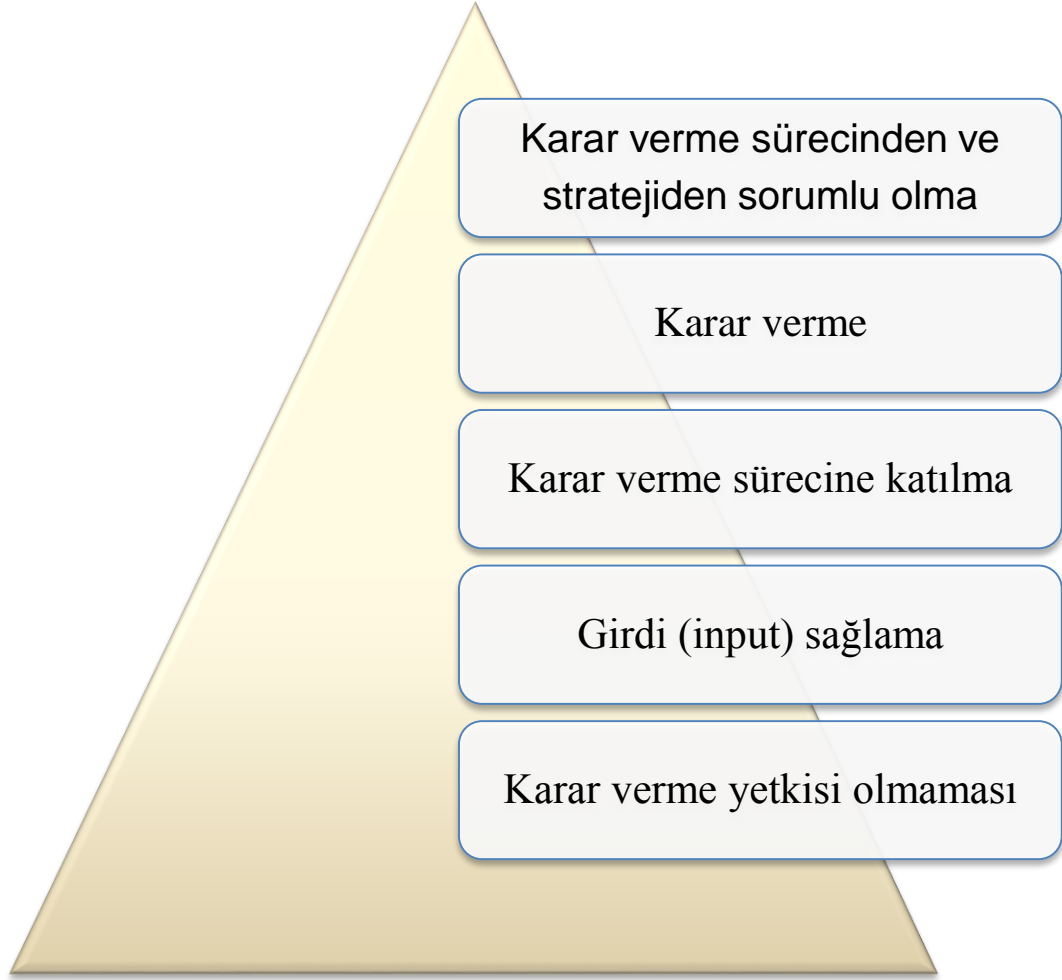 Karar verme sürecinden ve
stratejiden sorumlu olma
Karar verme
Karar verme sürecine katılma
Girdi (input) sağlama
Karar verme yetkisi olmaması